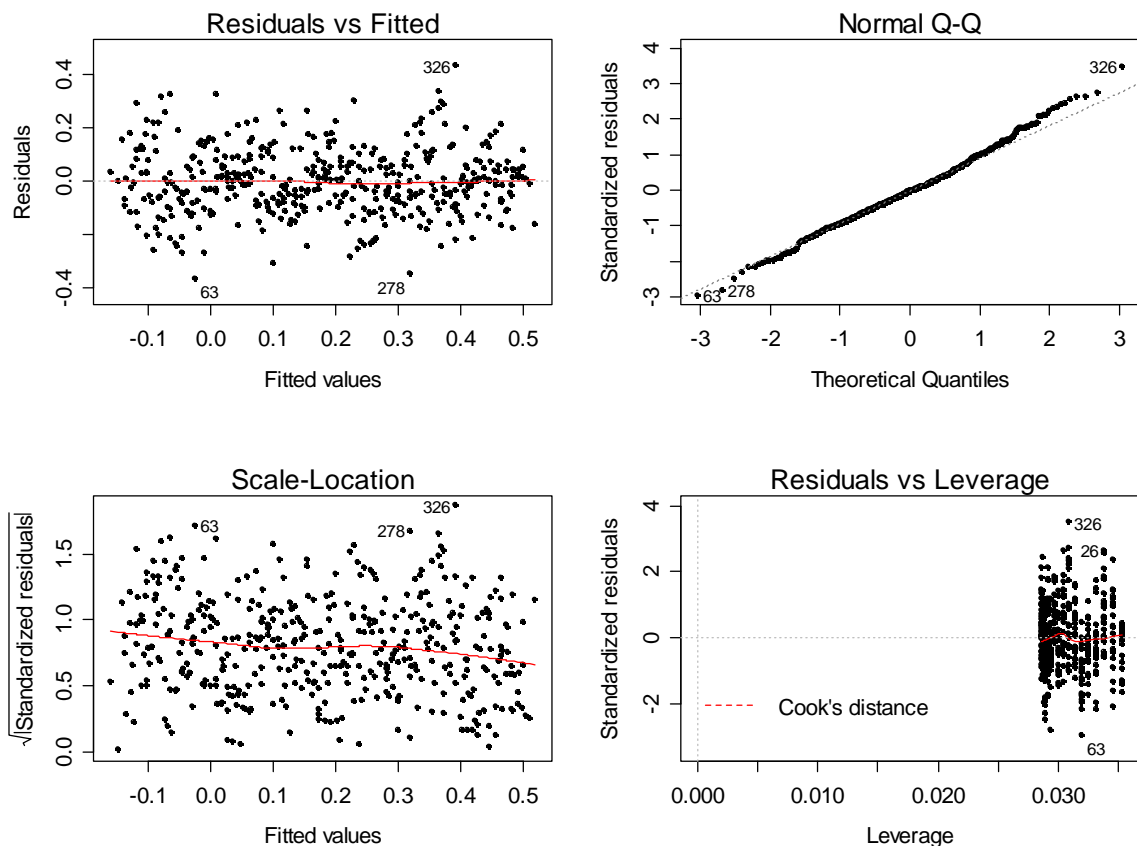 Residuals vs Fitted
Residuals
0.4
0.2
0.0
-0.4
326
63
278
-0.1 0.0 0.1 0.2 0.3 0.4 0.5
Fitted values
Normal Q-Q
Standardized residuals
4
3
2
1
0
-1
-3
326
63
278
-3 -2 -1 0 1 2 3
Theoretical Quantiles
Scale-Location
√|Standardized residuals|
1.5
1.0
0.5
0.0
63
278
326
-0.1 0.0 0.1 0.2 0.3 0.4 0.5
Fitted values
Residuals vs Leverage
Standardized residuals
4
2
0
-2
326
26
Cook's distance
63
0.000 0.010 0.020 0.030
Leverage